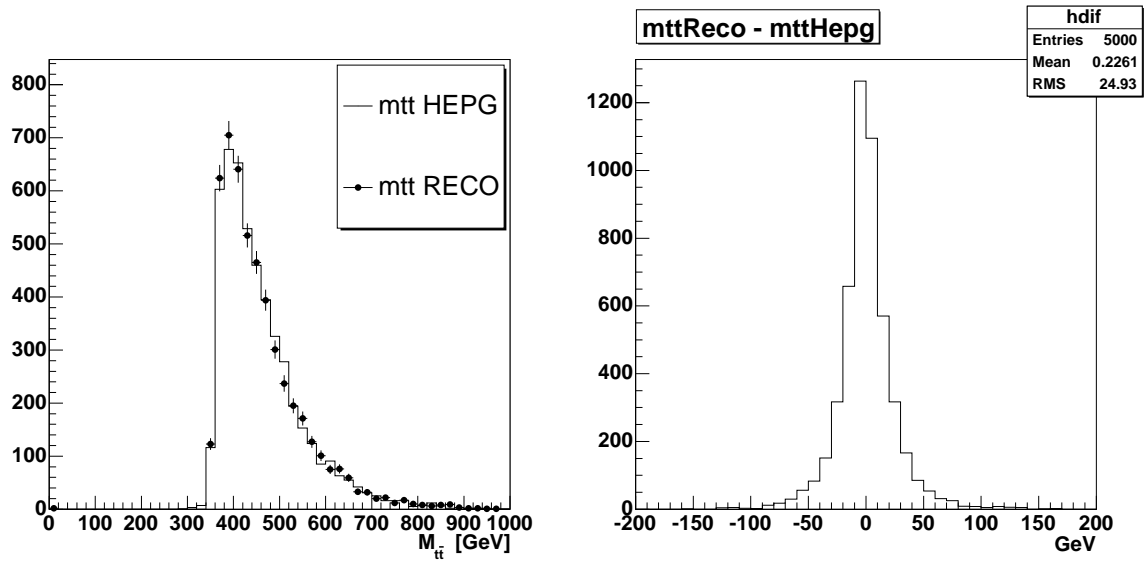 800
700
600
500
400
300
200
100
0
0 100 200 300 400 500 600 700 800 900 1000
M_{tt̄} [GeV]
mtt HEPG
mtt RECO
mttReco - mttHepg
hdif
Entries 5000
Mean 0.2261
RMS 24.93
1200
1000
800
600
400
200
0
-200 -150 -100 -50 0 50 100 150 200
GeV